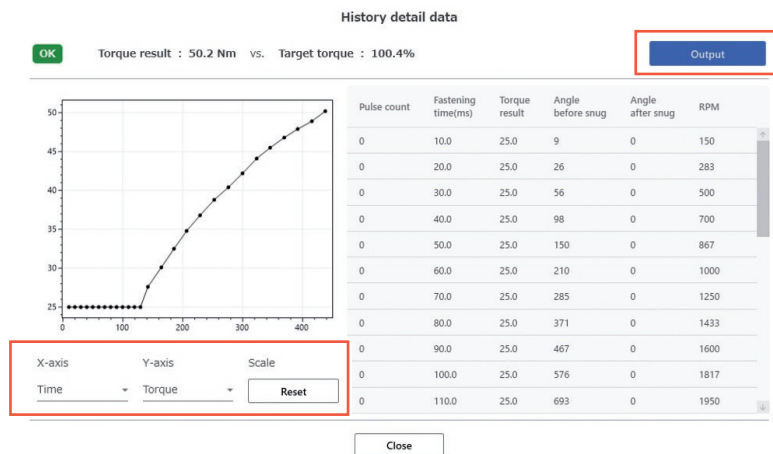 History detail data
OK
Torque result : 50.2 Nm vs. Target torque : 100.4%
Output
50
45
40
35
30
25
0 100 200 300 400
X-axis Y-axis Scale
Time Torque Reset
Pulse count Fastening time(ms) Torque result Angle before snug Angle after snug RPM
0 10.0 25.0 9 0 150
0 20.0 25.0 26 0 283
0 30.0 25.0 56 0 500
0 40.0 25.0 98 0 700
0 50.0 25.0 150 0 867
0 60.0 25.0 210 0 1000
0 70.0 25.0 285 0 1250
0 80.0 25.0 371 0 1433
0 90.0 25.0 467 0 1600
0 100.0 25.0 576 0 1817
0 110.0 25.0 693 0 1950
Close